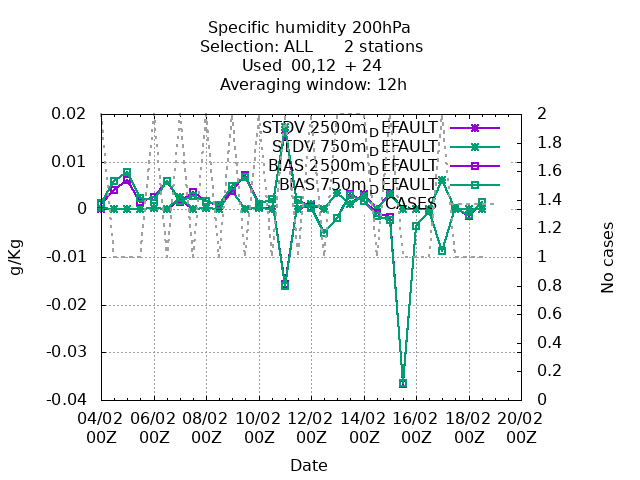 Specific humidity 200hPa
Selection: ALL 2 stations
Used 00,12 + 24
Averaging window: 12h
STDV 2500m_DEFAULT
STDV 750m_DEFAULT
BIAS 2500m_DEFAULT
BIAS 750m_DEFAULT
CASES
0.02
0.01
0
-0.01
-0.02
-0.03
-0.04
g/Kg
2
1.8
1.6
1.4
1.2
1
0.8
0.6
0.4
0.2
0
No cases
04/02 06/02 08/02 10/02 12/02 14/02 16/02 18/02 20/02
00Z 00Z 00Z 00Z 00Z 00Z 00Z 00Z 00Z
Date